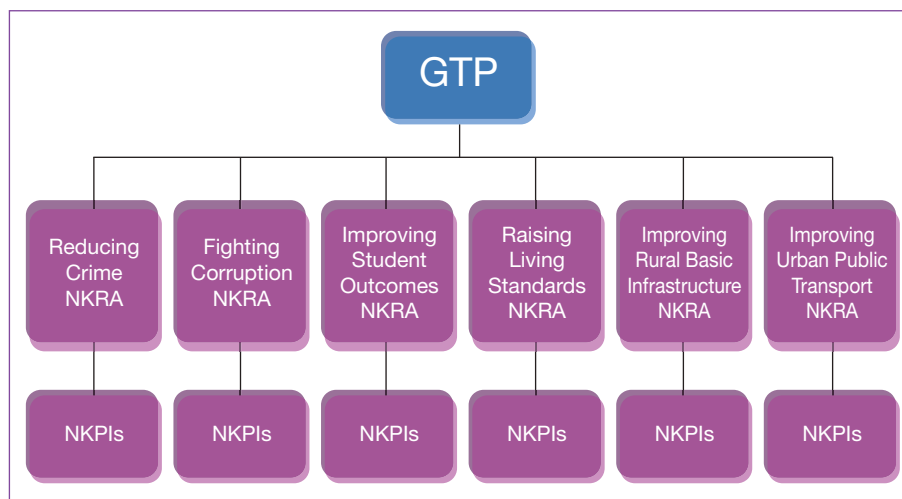 GTP
Reducing
Crime
NKRA
Fighting
Corruption
NKRA
Improving
Student
Outcomes
NKRA
Raising
Living
Standards
NKRA
Improving
Rural Basic
Infrastructure
NKRA
Improving
Urban Public
Transport
NKRA
NKPIs
NKPIs
NKPIs
NKPIs
NKPIs
NKPIs